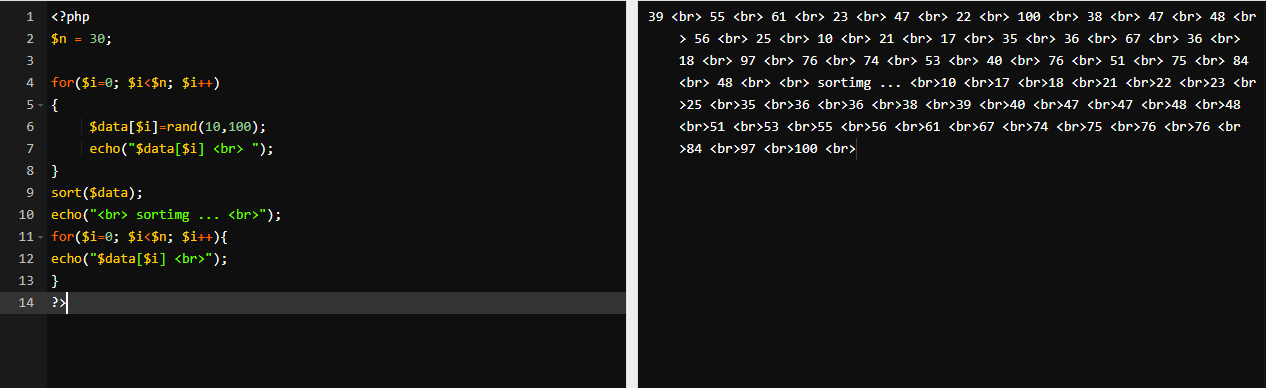 1 <?php
2 $n = 30;
3
4 for($i=0; $i<$n; $i++)
5 {
6 $data[$i]=rand(10,100);
7 echo("$data[$i] <br> ");
8 }
9 sort($data);
10 echo("<br> sortimg ... <br>");
11 for($i=0; $i<$n; $i++){
12 echo("$data[$i] <br>");
13 }
14 ?>
39 <br> 55 <br> 61 <br> 23 <br> 47 <br> 22 <br> 100 <br> 38 <br> 47 <br> 48 <br
> 56 <br> 25 <br> 10 <br> 21 <br> 17 <br> 35 <br> 36 <br> 67 <br> 36 <br>
18 <br> 97 <br> 76 <br> 74 <br> 53 <br> 40 <br> 76 <br> 51 <br> 75 <br> 84
<br> 48 <br> <br> sortimg ... <br>10 <br>17 <br>18 <br>21 <br>22 <br>23 <br
>25 <br>35 <br>36 <br>36 <br>38 <br>39 <br>40 <br>47 <br>47 <br>48 <br>48
<br>51 <br>53 <br>55 <br>56 <br>61 <br>67 <br>74 <br>75 <br>76 <br>76 <br
>84 <br>97 <br>100 <br>